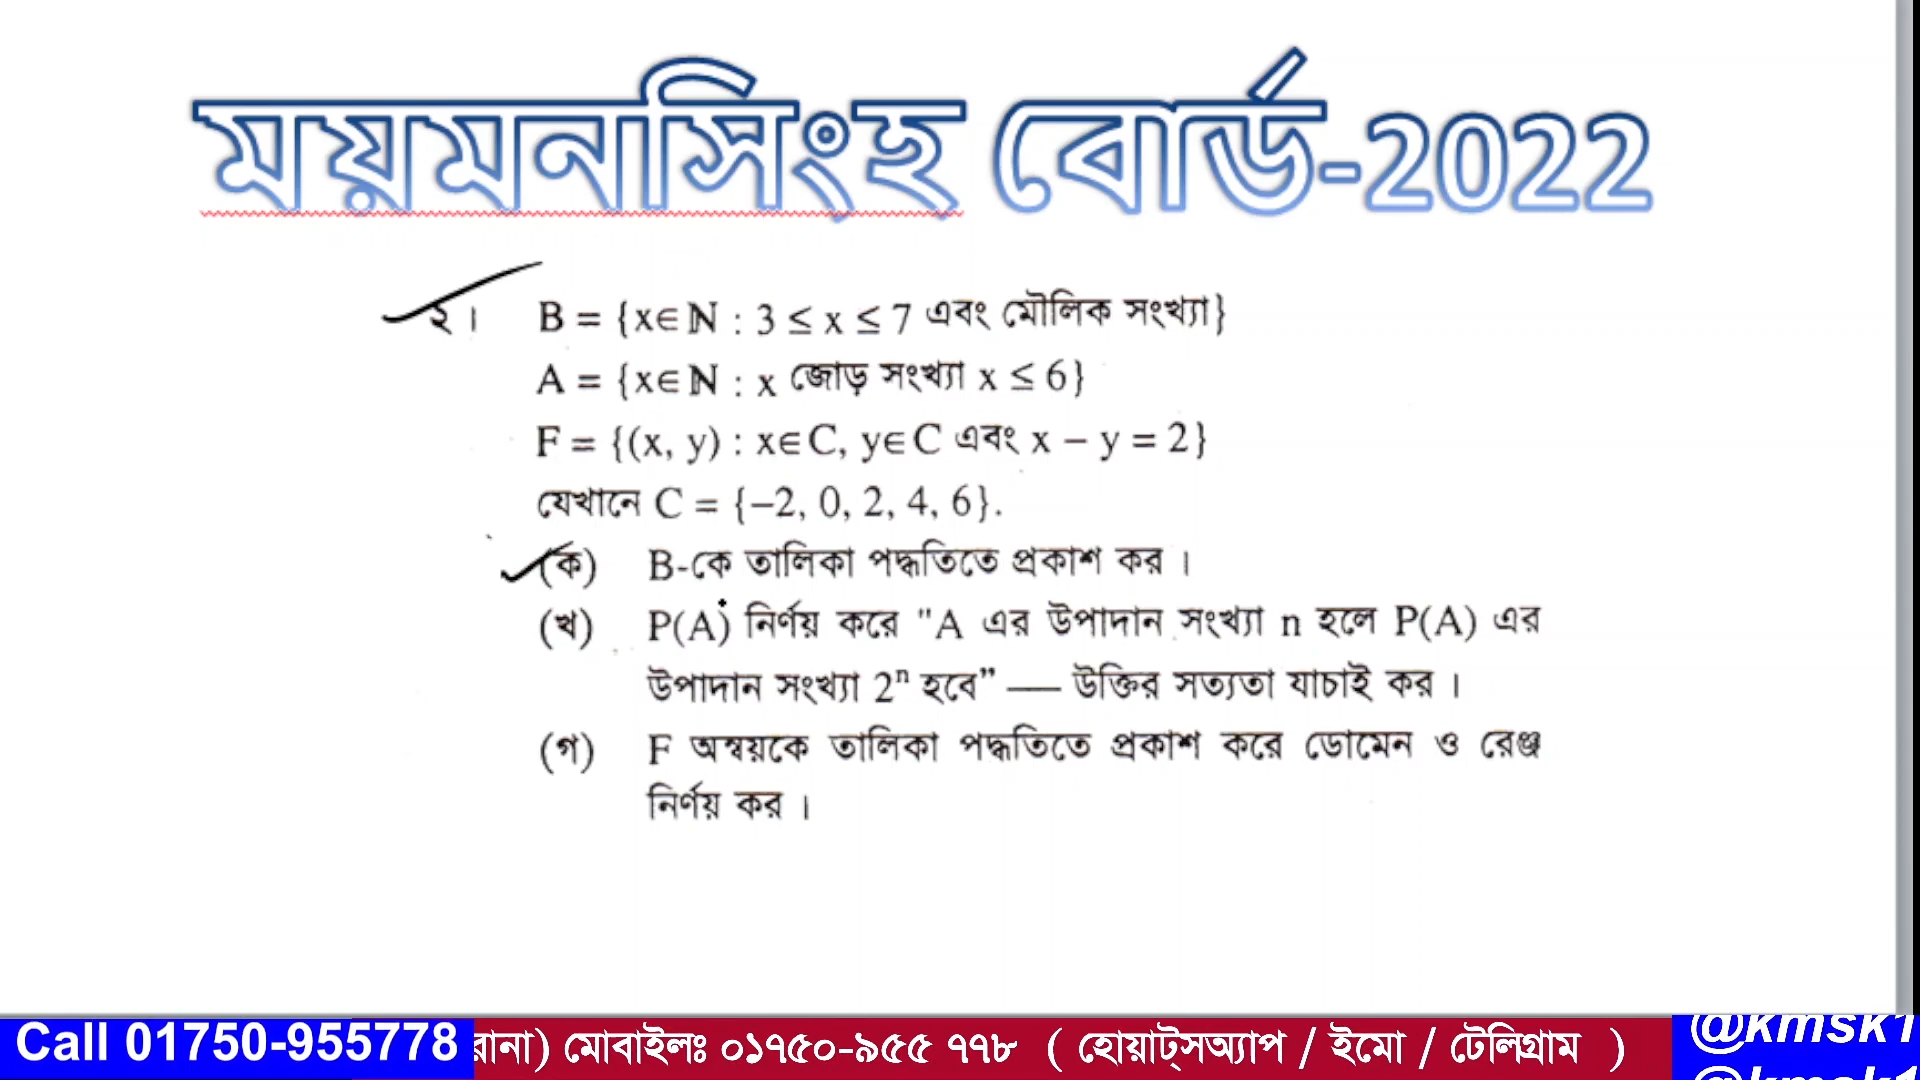 ময়মনসিংহ বোর্ড-2022
২। B = {x∈N : 3 ≤ x ≤ 7 এবং মৌলিক সংখ্যা}
A = {x∈N : x জোড় সংখ্যা x ≤ 6}
F = {(x, y) : x∈C, y∈C এবং x – y = 2}
যেখানে C = {–2, 0, 2, 4, 6}.
(ক) B-কে তালিকা পদ্ধতিতে প্রকাশ কর ।
(খ) P(A) নির্ণয় করে "A এর উপাদান সংখ্যা n হলে P(A) এর
উপাদান সংখ্যা 2ⁿ হবে” — উক্তির সত্যতা যাচাই কর ।
(গ) F অন্বয়কে তালিকা পদ্ধতিতে প্রকাশ করে ডোমেন ও রেঞ্জ
নির্ণয় কর ।
Call 01750-955778 রানা) মোবাইলঃ ০১৭৫০-৯৫৫ ৭৭৮ ( হোয়াট্সঅ্যাপ / ইমো / টেলিগ্রাম ) @kmsk1